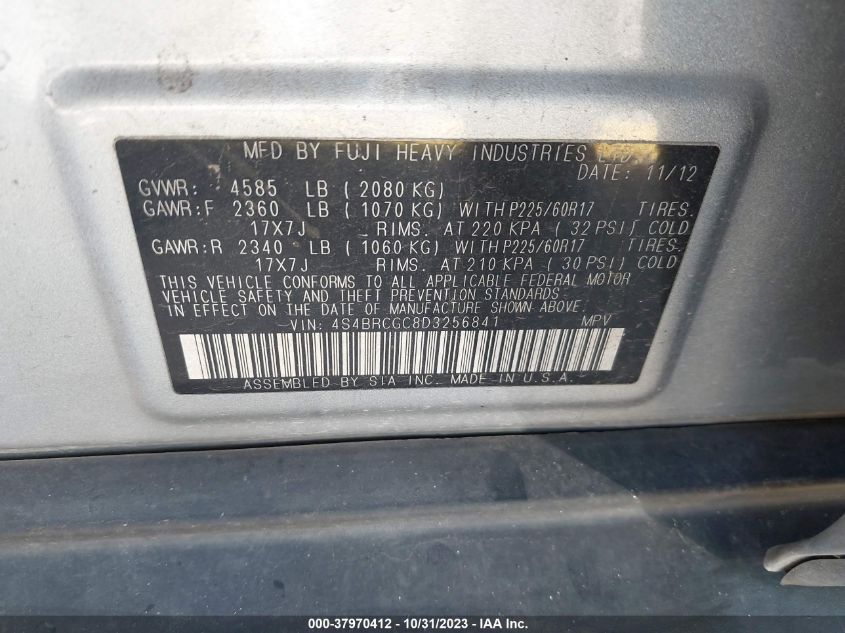 MFD BY FUJI HEAVY INDUSTRIES LTD.
DATE: 11/12
GVWR: 4585 LB ( 2080 KG)
GAWR:F 2360 LB ( 1070 KG) WITH P225/60R17 TIRES.
17X7J RIMS. AT 220 KPA ( 32 PSI) COLD
GAWR:R 2340 LB ( 1060 KG) WITH P225/60R17 TIRES.
17X7J RIMS. AT 210 KPA ( 30 PSI) COLD
THIS VEHICLE CONFORMS TO ALL APPLICABLE FEDERAL MOTOR
VEHICLE SAFETY AND THEFT PREVENTION STANDARDS
IN EFFECT ON THE DATE OF MANUFACTURE SHOWN ABOVE.
VIN: 4S4BRCGC8D3256841 MPV
ASSEMBLED BY SIA INC. MADE IN U.S.A.
000-37970412 - 10/31/2023 - IAA Inc.